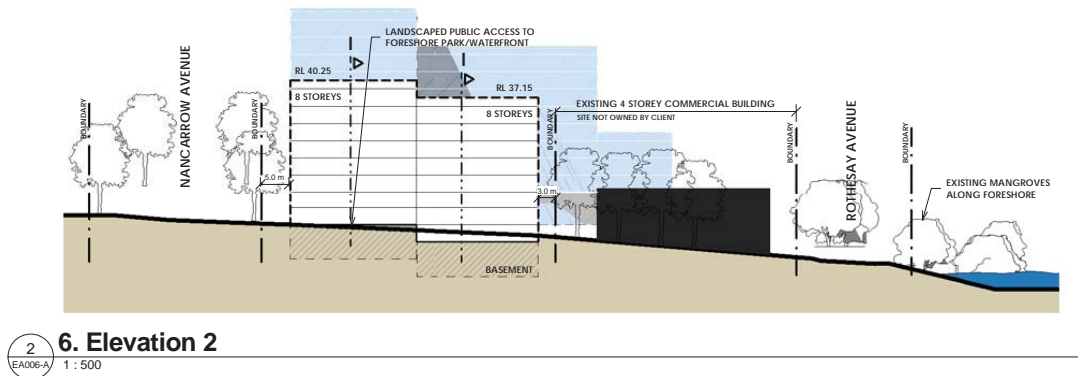 LANDSCAPED PUBLIC ACCESS TO
FORESHORE PARK/WATERFRONT
NANCARROW AVENUE
RL 40.25
8 STOREYS
RL 37.15
8 STOREYS
EXISTING 4 STOREY COMMERCIAL BUILDING
SITE NOT OWNED BY CLIENT
ROTHESAY AVENUE
BOUNDARY
BOUNDARY
BOUNDARY
BOUNDARY
BOUNDARY
5.0 m
3.0 m
EXISTING MANGROVES
ALONG FORESHORE
BASEMENT
2
EA006-A
6. Elevation 2
1 : 500